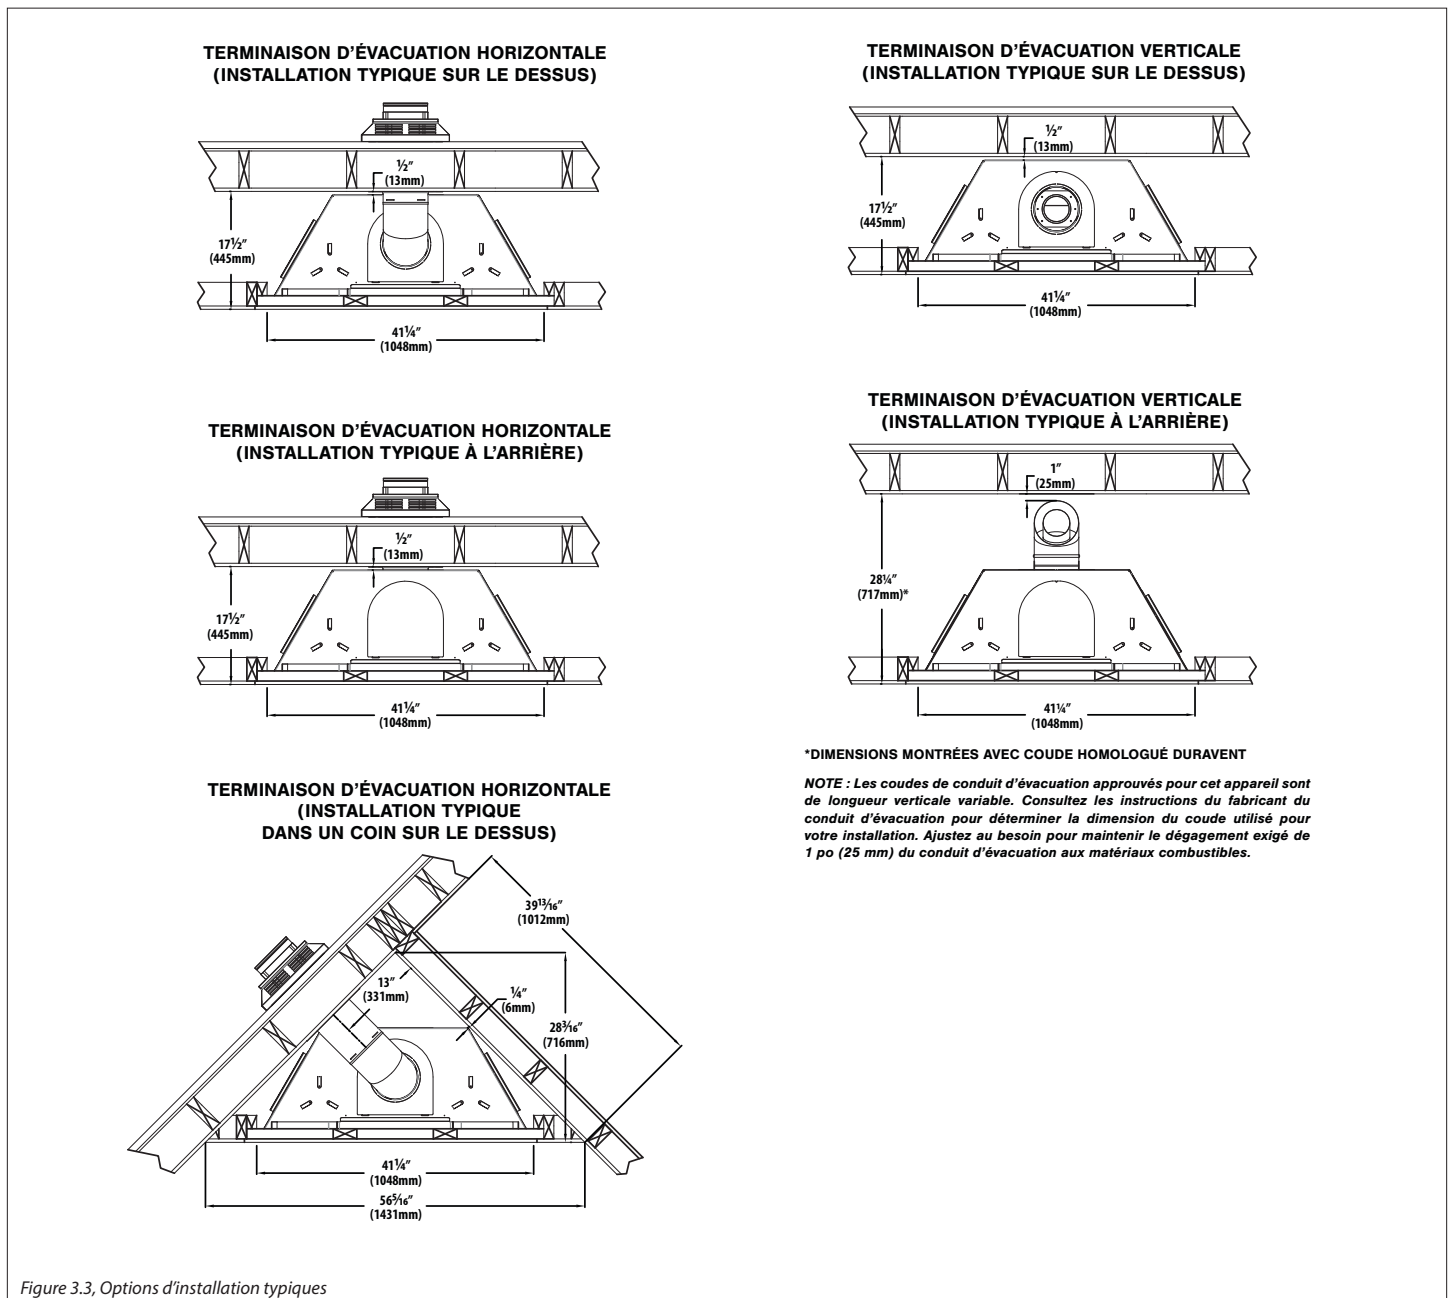 TERMINAISON D'ÉVACUATION HORIZONTALE
(INSTALLATION TYPIQUE SUR LE DESSUS)
½"
(13mm)
17½"
(445mm)
41¼"
(1048mm)
TERMINAISON D'ÉVACUATION HORIZONTALE
(INSTALLATION TYPIQUE À L'ARRIÈRE)
½"
(13mm)
17½"
(445mm)
41¼"
(1048mm)
TERMINAISON D'ÉVACUATION HORIZONTALE
(INSTALLATION TYPIQUE
DANS UN COIN SUR LE DESSUS)
39¹³⁄₁₆"
(1012mm)
13"
(331mm)
¼"
(6mm)
28³⁄₁₆"
(716mm)
41¼"
(1048mm)
56⁵⁄₁₆"
(1431mm)
TERMINAISON D'ÉVACUATION VERTICALE
(INSTALLATION TYPIQUE SUR LE DESSUS)
½"
(13mm)
17½"
(445mm)
41¼"
(1048mm)
TERMINAISON D'ÉVACUATION VERTICALE
(INSTALLATION TYPIQUE À L'ARRIÈRE)
1"
(25mm)
28¼"
(717mm)*
41¼"
(1048mm)
*DIMENSIONS MONTRÉES AVEC COUDE HOMOLOGUÉ DURAVENT
NOTE : Les coudes de conduit d'évacuation approuvés pour cet appareil sont
de longueur verticale variable. Consultez les instructions du fabricant du
conduit d'évacuation pour déterminer la dimension du coude utilisé pour
votre installation. Ajustez au besoin pour maintenir le dégagement exigé de
1 po (25 mm) du conduit d'évacuation aux matériaux combustibles.
Figure 3.3, Options d'installation typiques